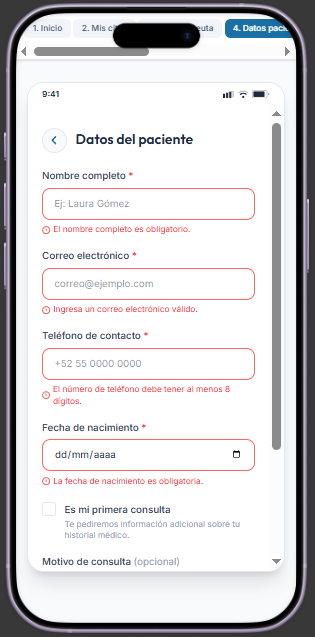 1. Inicio
2. Mis ci
euta
4. Datos paci
9:41
Datos del paciente
Nombre completo *
Ej: Laura Gómez
El nombre completo es obligatorio.
Correo electrónico *
correo@ejemplo.com
Ingresa un correo electrónico válido.
Teléfono de contacto *
+52 55 0000 0000
El número de teléfono debe tener al menos 8
dígitos.
Fecha de nacimiento *
dd/mm/aaaa
La fecha de nacimiento es obligatoria.
Es mi primera consulta
Te pediremos información adicional sobre tu
historial médico.
Motivo de consulta (opcional)